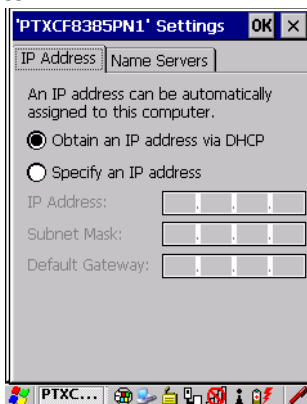 'PTXCF8385PN1' Settings OK ×
IP Address Name Servers
An IP address can be automatically
assigned to this computer.
Obtain an IP address via DHCP
Specify an IP address
IP Address: . . .
Subnet Mask: . . .
Default Gateway: . . .
PTXC...